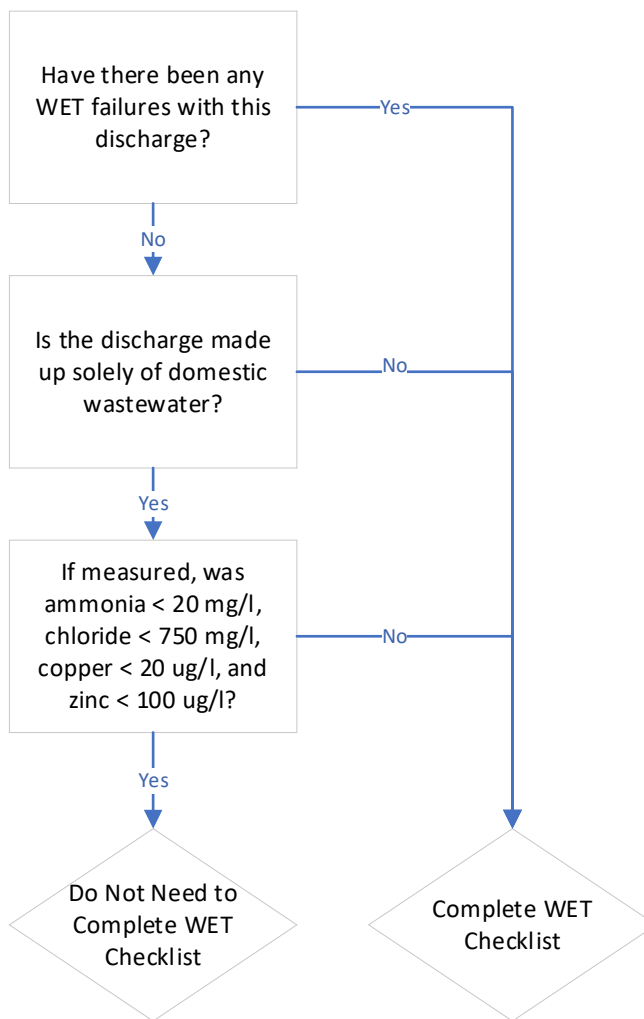 Have there been any
WET failures with this
discharge?
Yes
No
Is the discharge made
up solely of domestic
wastewater?
No
Yes
If measured, was
ammonia < 20 mg/l,
chloride < 750 mg/l,
copper < 20 ug/l, and
zinc < 100 ug/l?
No
Yes
Do Not Need to
Complete WET
Checklist
Complete WET
Checklist